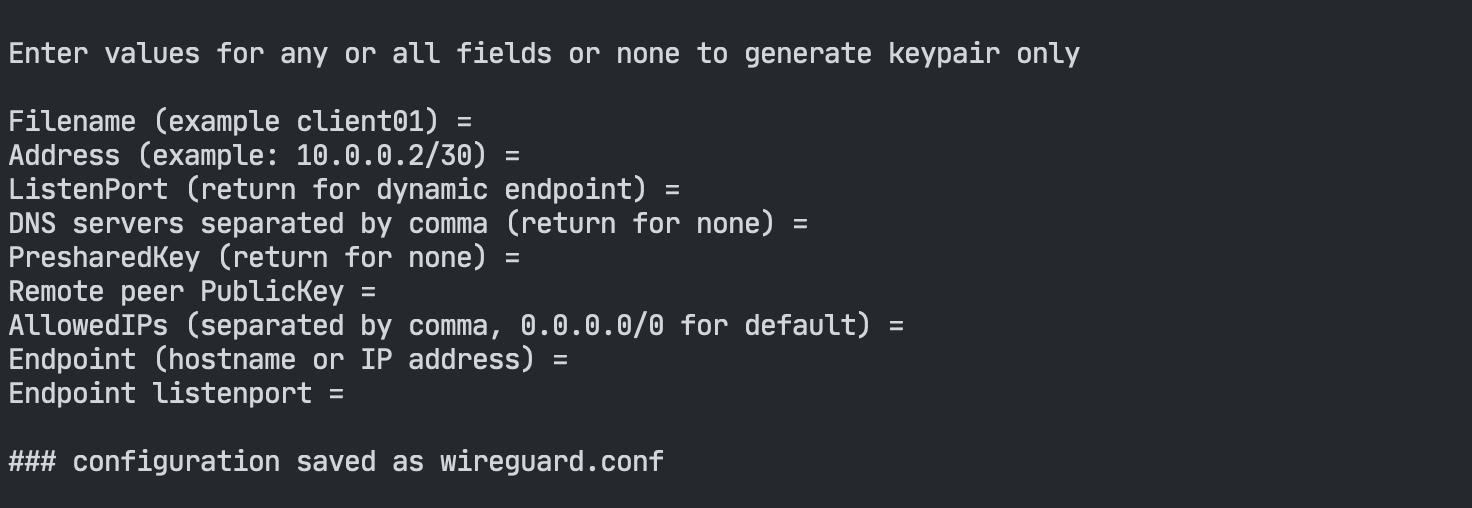 Enter values for any or all fields or none to generate keypair only
Filename (example client01) =
Address (example: 10.0.0.2/30) =
ListenPort (return for dynamic endpoint) =
DNS servers separated by comma (return for none) =
PresharedKey (return for none) =
Remote peer PublicKey =
AllowedIPs (separated by comma, 0.0.0.0/0 for default) =
Endpoint (hostname or IP address) =
Endpoint listenport =
### configuration saved as wireguard.conf